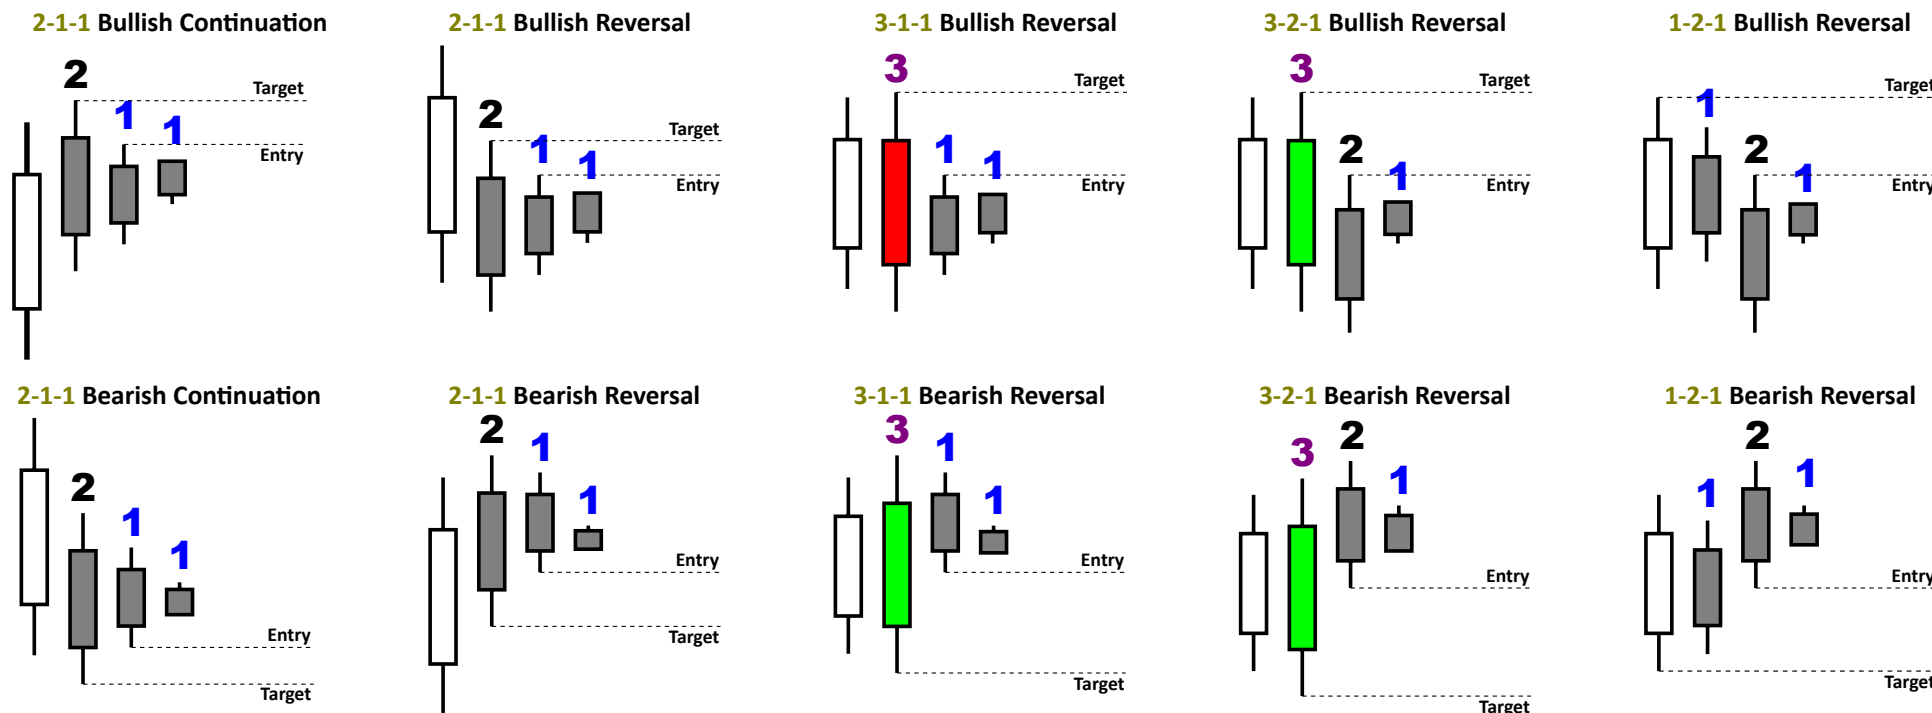 2-1-1 Bullish Continuation
2
1
1
Target
Entry
2-1-1 Bullish Reversal
2
1
1
Target
Entry
3-1-1 Bullish Reversal
3
1
1
Target
Entry
3-2-1 Bullish Reversal
3
2
1
Target
Entry
1-2-1 Bullish Reversal
1
2
1
Target
Entry
2-1-1 Bearish Continuation
2
1
1
Entry
Target
2-1-1 Bearish Reversal
2
1
1
Entry
Target
3-1-1 Bearish Reversal
3
1
1
Entry
Target
3-2-1 Bearish Reversal
3
2
1
Entry
Target
1-2-1 Bearish Reversal
1
2
1
Entry
Target